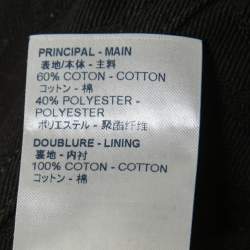 PRINCIPAL - MAIN
表地/本体 - 主料
60% COTON - COTTON
コットン - 棉
40% POLYESTER -
POLYESTER
ポリエステル - 聚酯纤维
DOUBLURE - LINING
裏地 - 内衬
100% COTON - COTTON
コットン - 棉